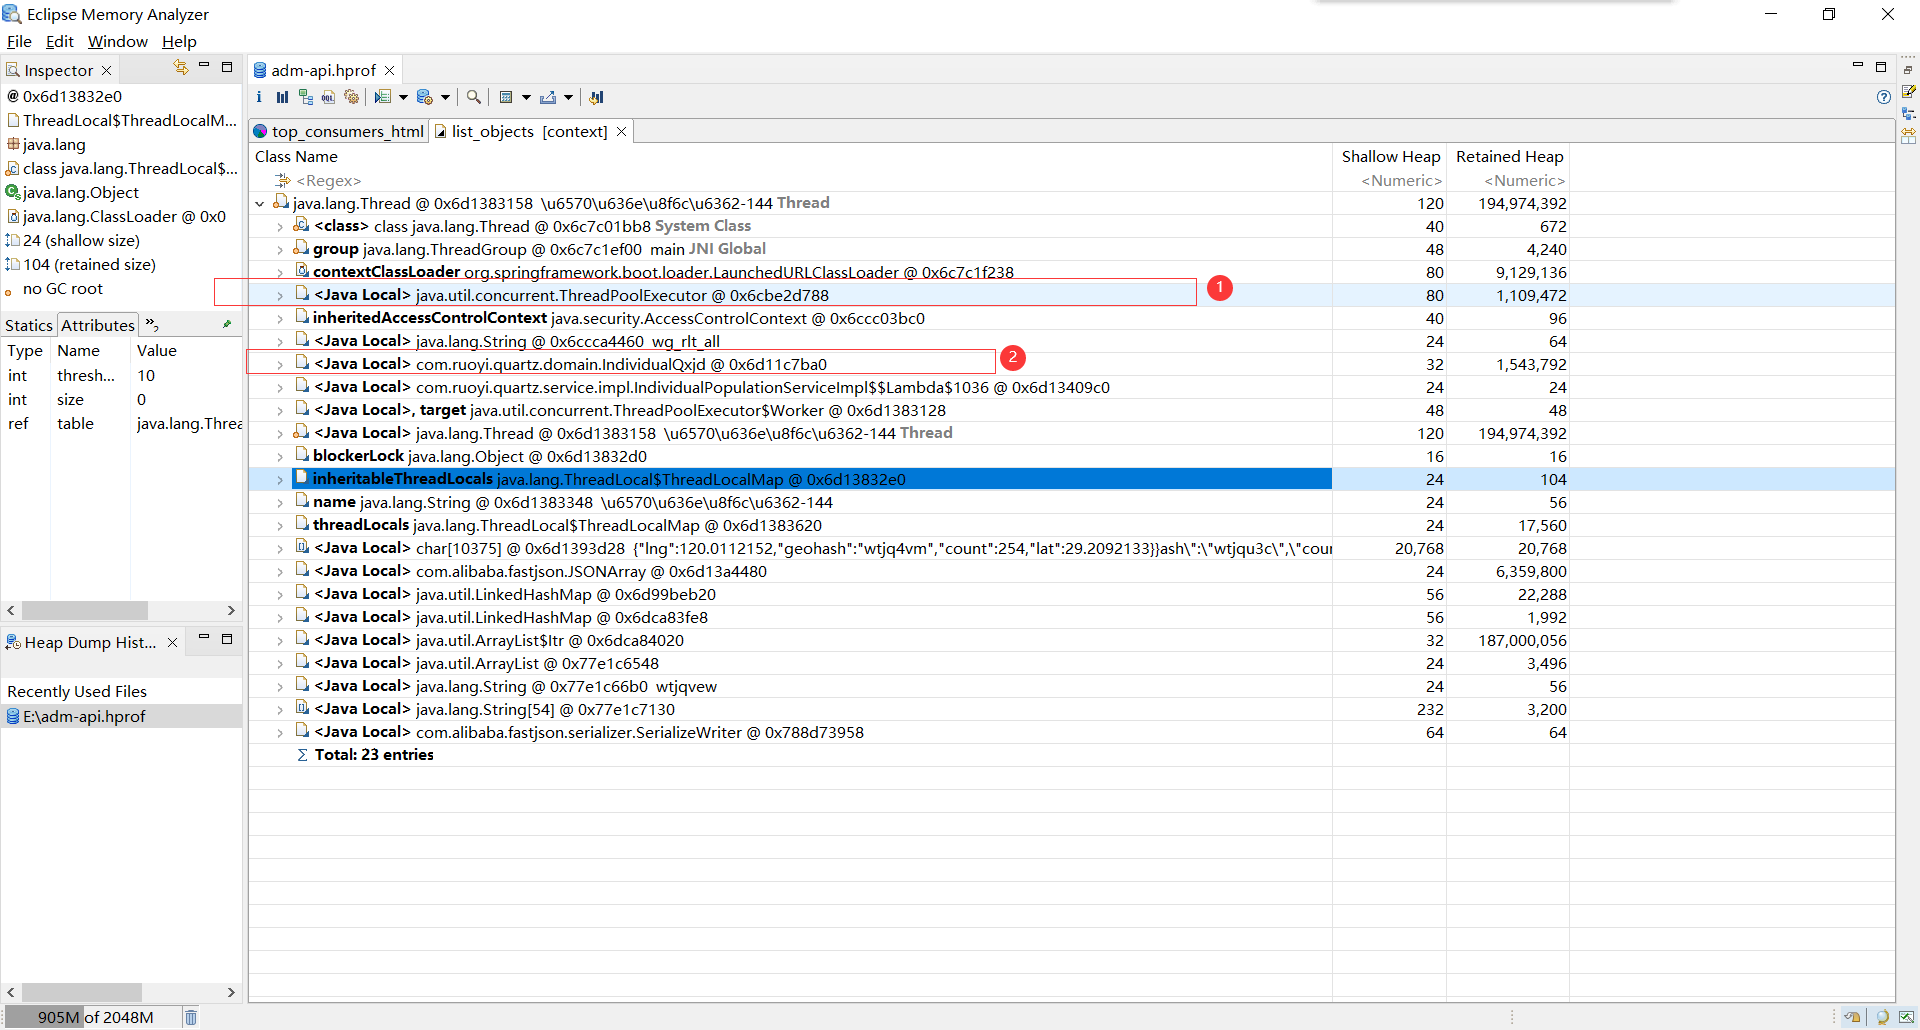 Eclipse Memory Analyzer
File Edit Window Help
Inspector
@ 0x6d13832e0
ThreadLocal$ThreadLocalM...
java.lang
class java.lang.ThreadLocal$...
java.lang.Object
java.lang.ClassLoader @ 0x0
24 (shallow size)
104 (retained size)
no GC root
Statics Attributes »2
Type Name Value
int thresh... 10
int size 0
ref table java.lang.Threa
Heap Dump Hist...
Recently Used Files
E:\adm-api.hprof
adm-api.hprof
top_consumers_html list_objects [context]
Class Name Shallow Heap Retained Heap
<Regex> <Numeric> <Numeric>
java.lang.Thread @ 0x6d1383158 \u6570\u636e\u8f6c\u6362-144 Thread 120 194,974,392
<class> class java.lang.Thread @ 0x6c7c01bb8 System Class 40 672
group java.lang.ThreadGroup @ 0x6c7c1ef00 main JNI Global 48 4,240
contextClassLoader org.springframework.boot.loader.LaunchedURLClassLoader @ 0x6c7c1f238 80 9,129,136
<Java Local> java.util.concurrent.ThreadPoolExecutor @ 0x6cbe2d788 80 1,109,472
1
inheritedAccessControlContext java.security.AccessControlContext @ 0x6ccc03bc0 40 96
<Java Local> java.lang.String @ 0x6ccca4460 wg_rlt_all 24 64
<Java Local> com.ruoyi.quartz.domain.IndividualQxjd @ 0x6d11c7ba0 32 1,543,792
2
<Java Local> com.ruoyi.quartz.service.impl.IndividualPopulationServiceImpl$$Lambda$1036 @ 0x6d13409c0 24 24
<Java Local>, target java.util.concurrent.ThreadPoolExecutor$Worker @ 0x6d1383128 48 48
<Java Local> java.lang.Thread @ 0x6d1383158 \u6570\u636e\u8f6c\u6362-144 Thread 120 194,974,392
blockerLock java.lang.Object @ 0x6d13832d0 16 16
inheritableThreadLocals java.lang.ThreadLocal$ThreadLocalMap @ 0x6d13832e0 24 104
name java.lang.String @ 0x6d1383348 \u6570\u636e\u8f6c\u6362-144 24 56
threadLocals java.lang.ThreadLocal$ThreadLocalMap @ 0x6d1383620 24 17,560
<Java Local> char[10375] @ 0x6d1393d28 {"lng":120.0112152,"geohash":"wtjq4vm","count":254,"lat":29.2092133}}ash\":\"wtjqu3c\",\"cou 20,768 20,768
<Java Local> com.alibaba.fastjson.JSONArray @ 0x6d13a4480 24 6,359,800
<Java Local> java.util.LinkedHashMap @ 0x6d99beb20 56 22,288
<Java Local> java.util.LinkedHashMap @ 0x6dca83fe8 56 1,992
<Java Local> java.util.ArrayList$Itr @ 0x6dca84020 32 187,000,056
<Java Local> java.util.ArrayList @ 0x77e1c6548 24 3,496
<Java Local> java.lang.String @ 0x77e1c66b0 wtjqvew 24 56
<Java Local> java.lang.String[54] @ 0x77e1c7130 232 3,200
<Java Local> com.alibaba.fastjson.serializer.SerializeWriter @ 0x788d73958 64 64
Total: 23 entries
905M of 2048M